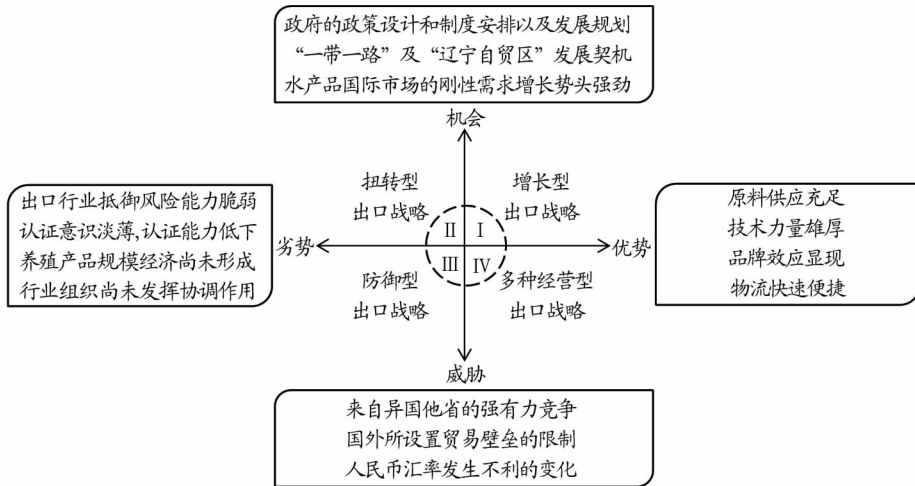 政府的政策设计和制度安排以及发展规划
“一带一路”及“辽宁自贸区”发展契机
水产品国际市场的刚性需求增长势头强劲
机会
出口行业抵御风险能力脆弱
认证意识淡薄,认证能力低下
养殖产品规模经济尚未形成
行业组织尚未发挥协调作用
劣势
扭转型
出口战略
增长型
出口战略
II
I
III
IV
防御型
出口战略
多种经营型
出口战略
优势
原料供应充足
技术力量雄厚
品牌效应显现
物流快速便捷
威胁
来自异国他省的强有力竞争
国外所设置贸易壁垒的限制
人民币汇率发生不利的变化